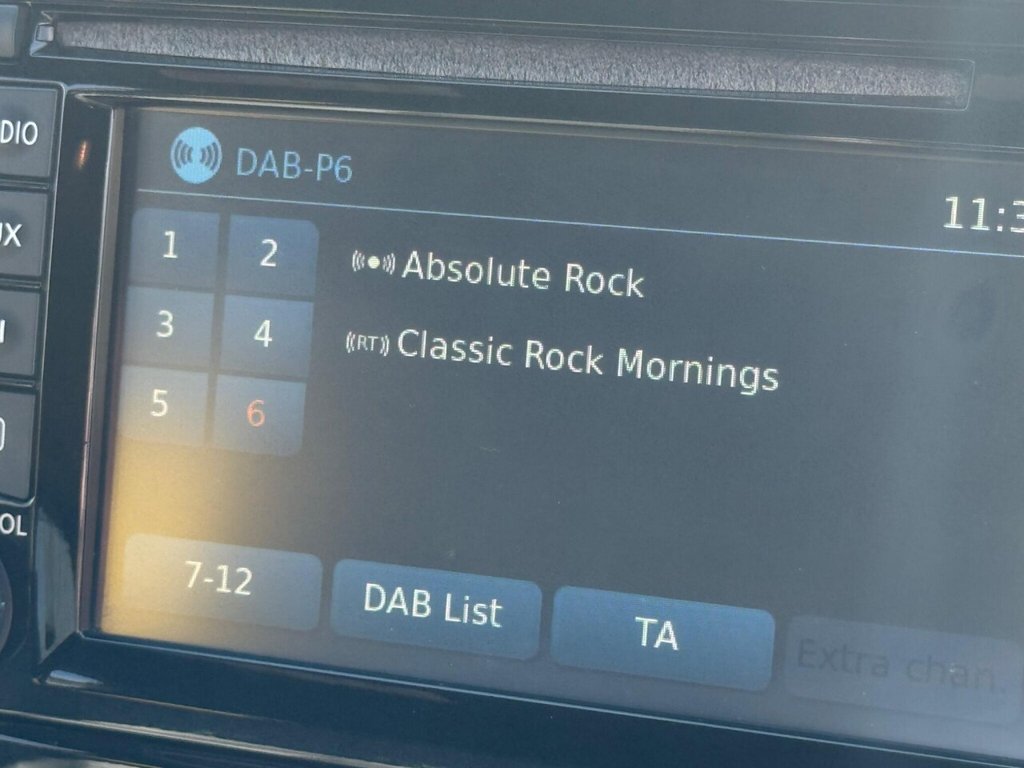 DIO
DAB-P6
11:3
UX
1 2
Absolute Rock
3 4
RT Classic Rock Mornings
5 6
OL
7-12 DAB List TA Extra chan.